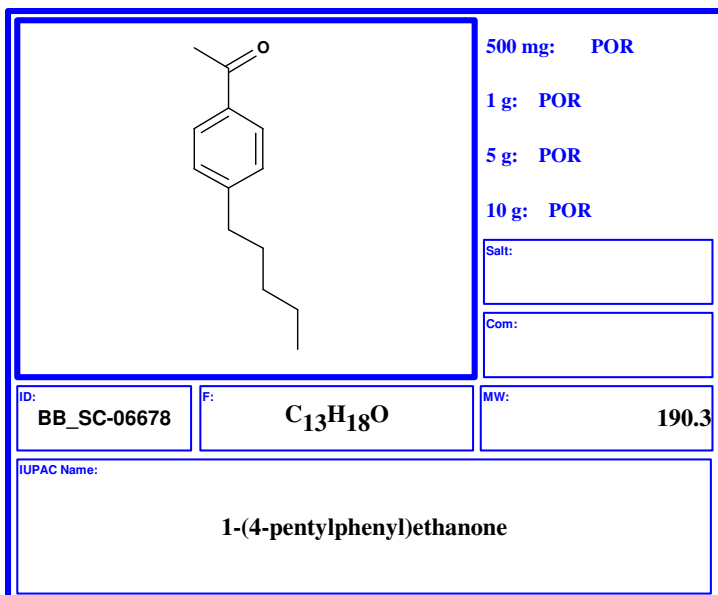 O
500 mg: POR
1 g: POR
5 g: POR
10 g: POR
Salt:
Com:
ID:
BB_SC-06678
F:
C13H18O
MW:
190.3
IUPAC Name:
1-(4-pentylphenyl)ethanone